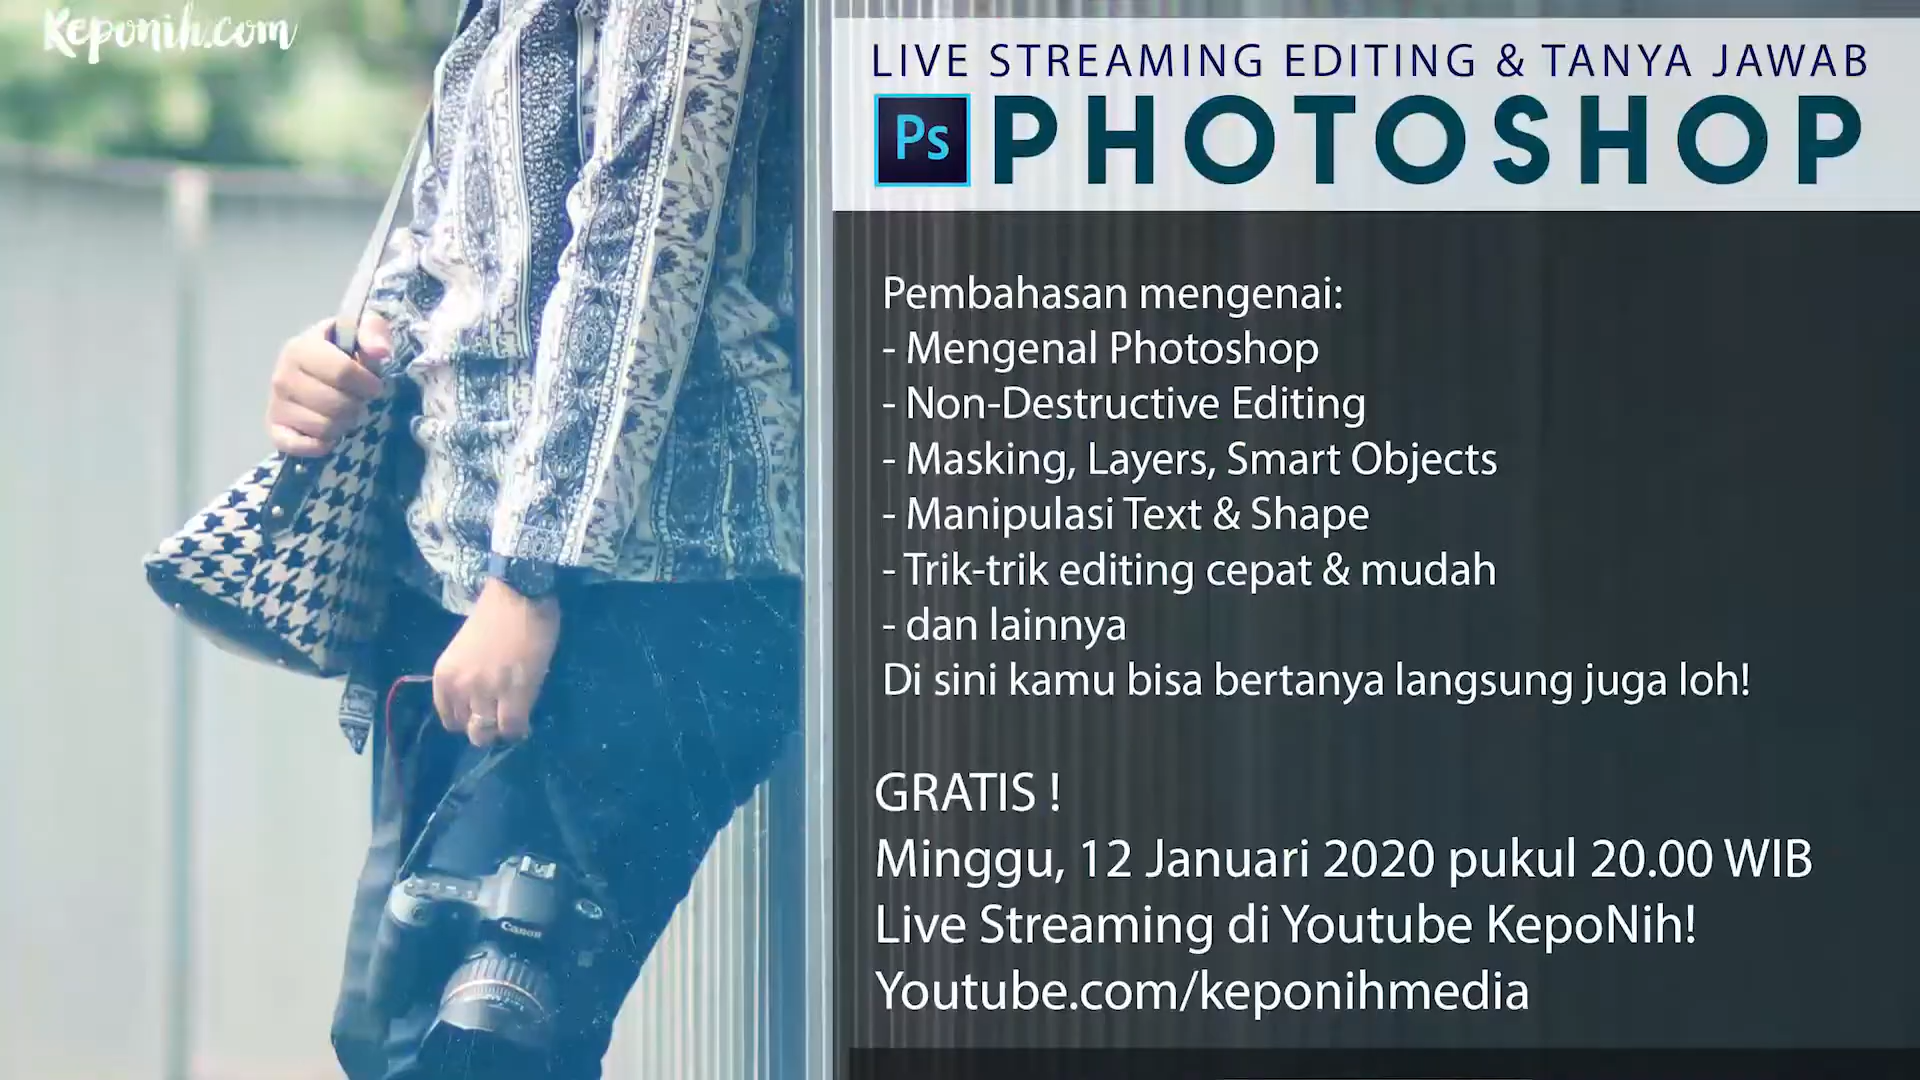 Keponih.com
LIVE STREAMING EDITING & TANYA JAWAB
Ps PHOTOSHOP
Pembahasan mengenai:
- Mengenal Photoshop
- Non-Destructive Editing
- Masking, Layers, Smart Objects
- Manipulasi Text & Shape
- Trik-trik editing cepat & mudah
- dan lainnya
Di sini kamu bisa bertanya langsung juga loh!
GRATIS !
Minggu, 12 Januari 2020 pukul 20.00 WIB
Live Streaming di Youtube KepoNih!
Youtube.com/keponihmedia
Canon